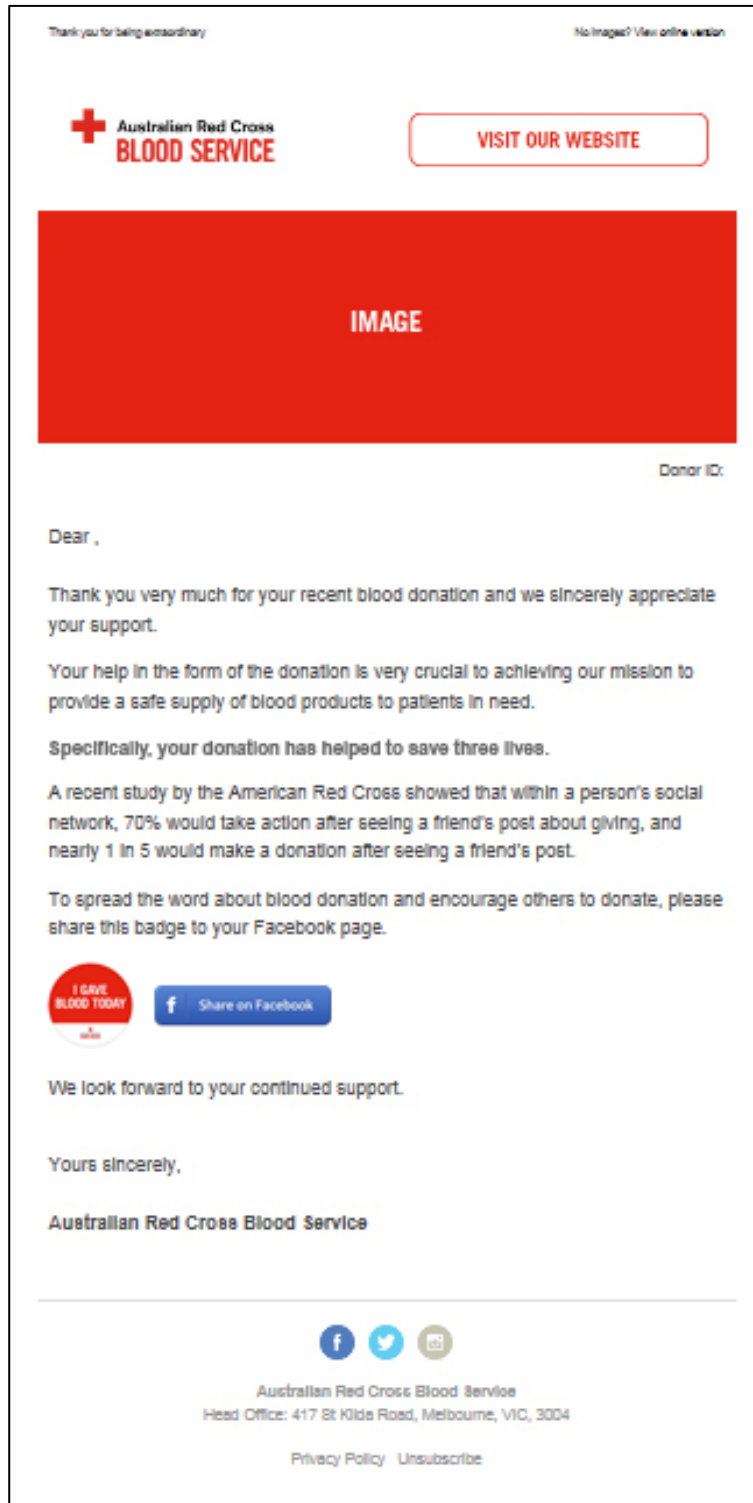 Thank you for being extraordinary
No Images? View online version
Australian Red Cross
BLOOD SERVICE
VISIT OUR WEBSITE
IMAGE
Donor ID:
Dear ,
Thank you very much for your recent blood donation and we sincerely appreciate
your support.
Your help in the form of the donation is very crucial to achieving our mission to
provide a safe supply of blood products to patients in need.
Specifically, your donation has helped to save three lives.
A recent study by the American Red Cross showed that within a person's social
network, 70% would take action after seeing a friend's post about giving, and
nearly 1 in 5 would make a donation after seeing a friend's post.
To spread the word about blood donation and encourage others to donate, please
share this badge to your Facebook page.
I GAVE
BLOOD TODAY
f Share on Facebook
We look forward to your continued support.
Yours sincerely,
Australian Red Cross Blood Service
Australian Red Cross Blood Service
Head Office: 417 St Kilda Road, Melbourne, VIC, 3004
Privacy Policy Unsubscribe